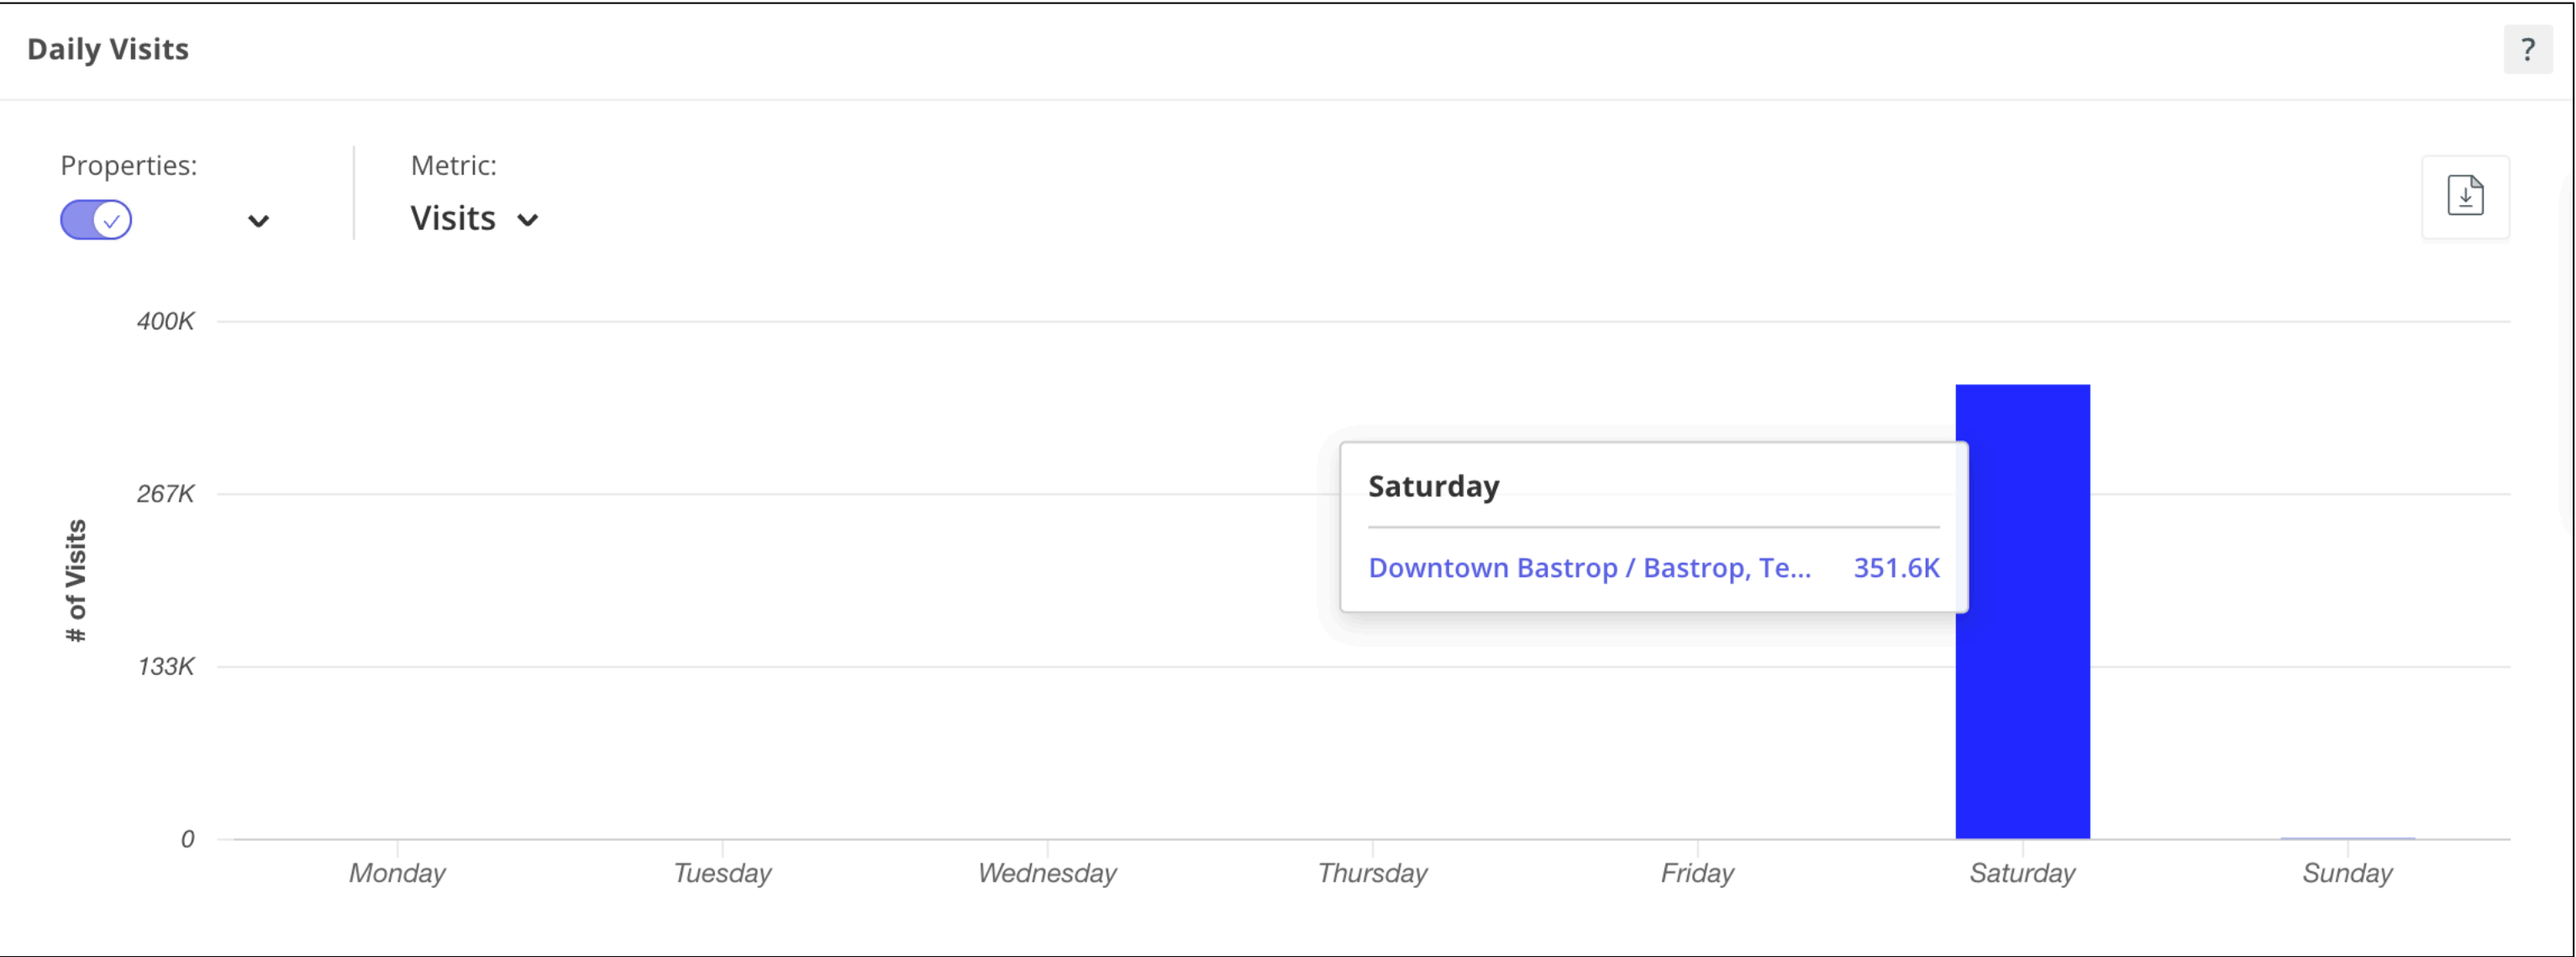 Daily Visits
?
Properties:
Metric:
Visits
400K
267K
133K
0
# of Visits
Saturday
Downtown Bastrop / Bastrop, Te... 351.6K
Monday Tuesday Wednesday Thursday Friday Saturday Sunday